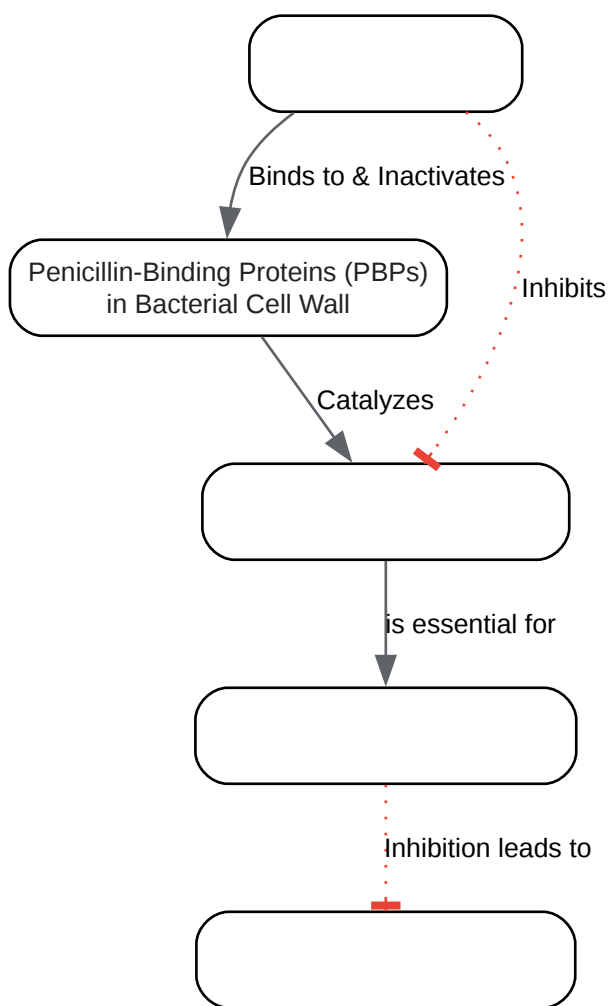 Binds to & Inactivates
Penicillin-Binding Proteins (PBPs)
in Bacterial Cell Wall
Inhibits
Catalyzes
is essential for
Inhibition leads to